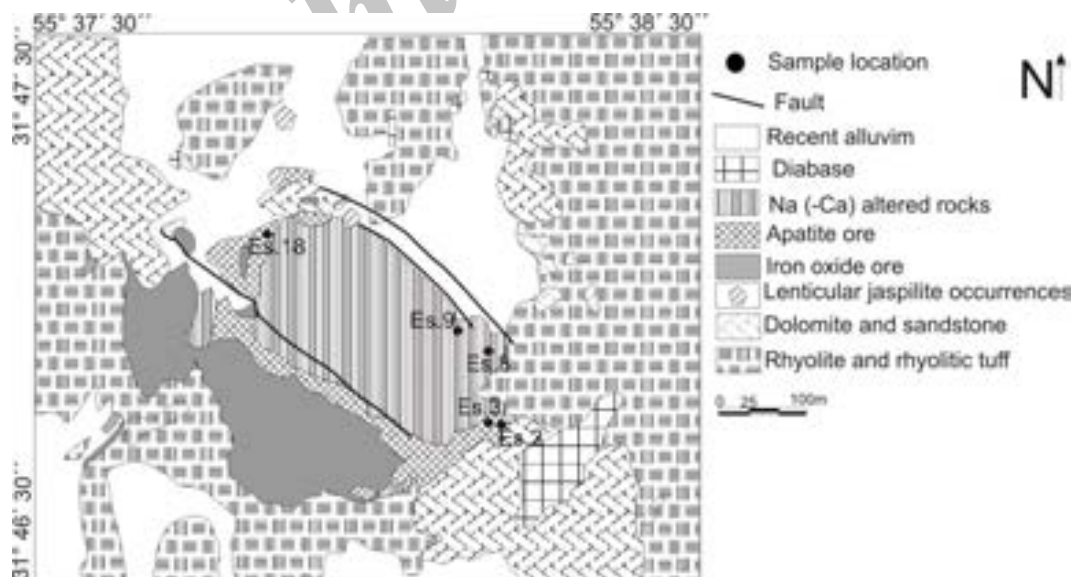 55° 37´ 30´´
55° 38´ 30´´
31° 47´ 30´´
31° 46´ 30´´
Es.18
Es.9
Es.3
Es.2
Sample location
Fault
Recent alluvim
Diabase
Na (-Ca) altered rocks
Apatite ore
Iron oxide ore
Lenticular jaspilite occurrences
Dolomite and sandstone
Rhyolite and rhyolitic tuff
0 25 100m
N